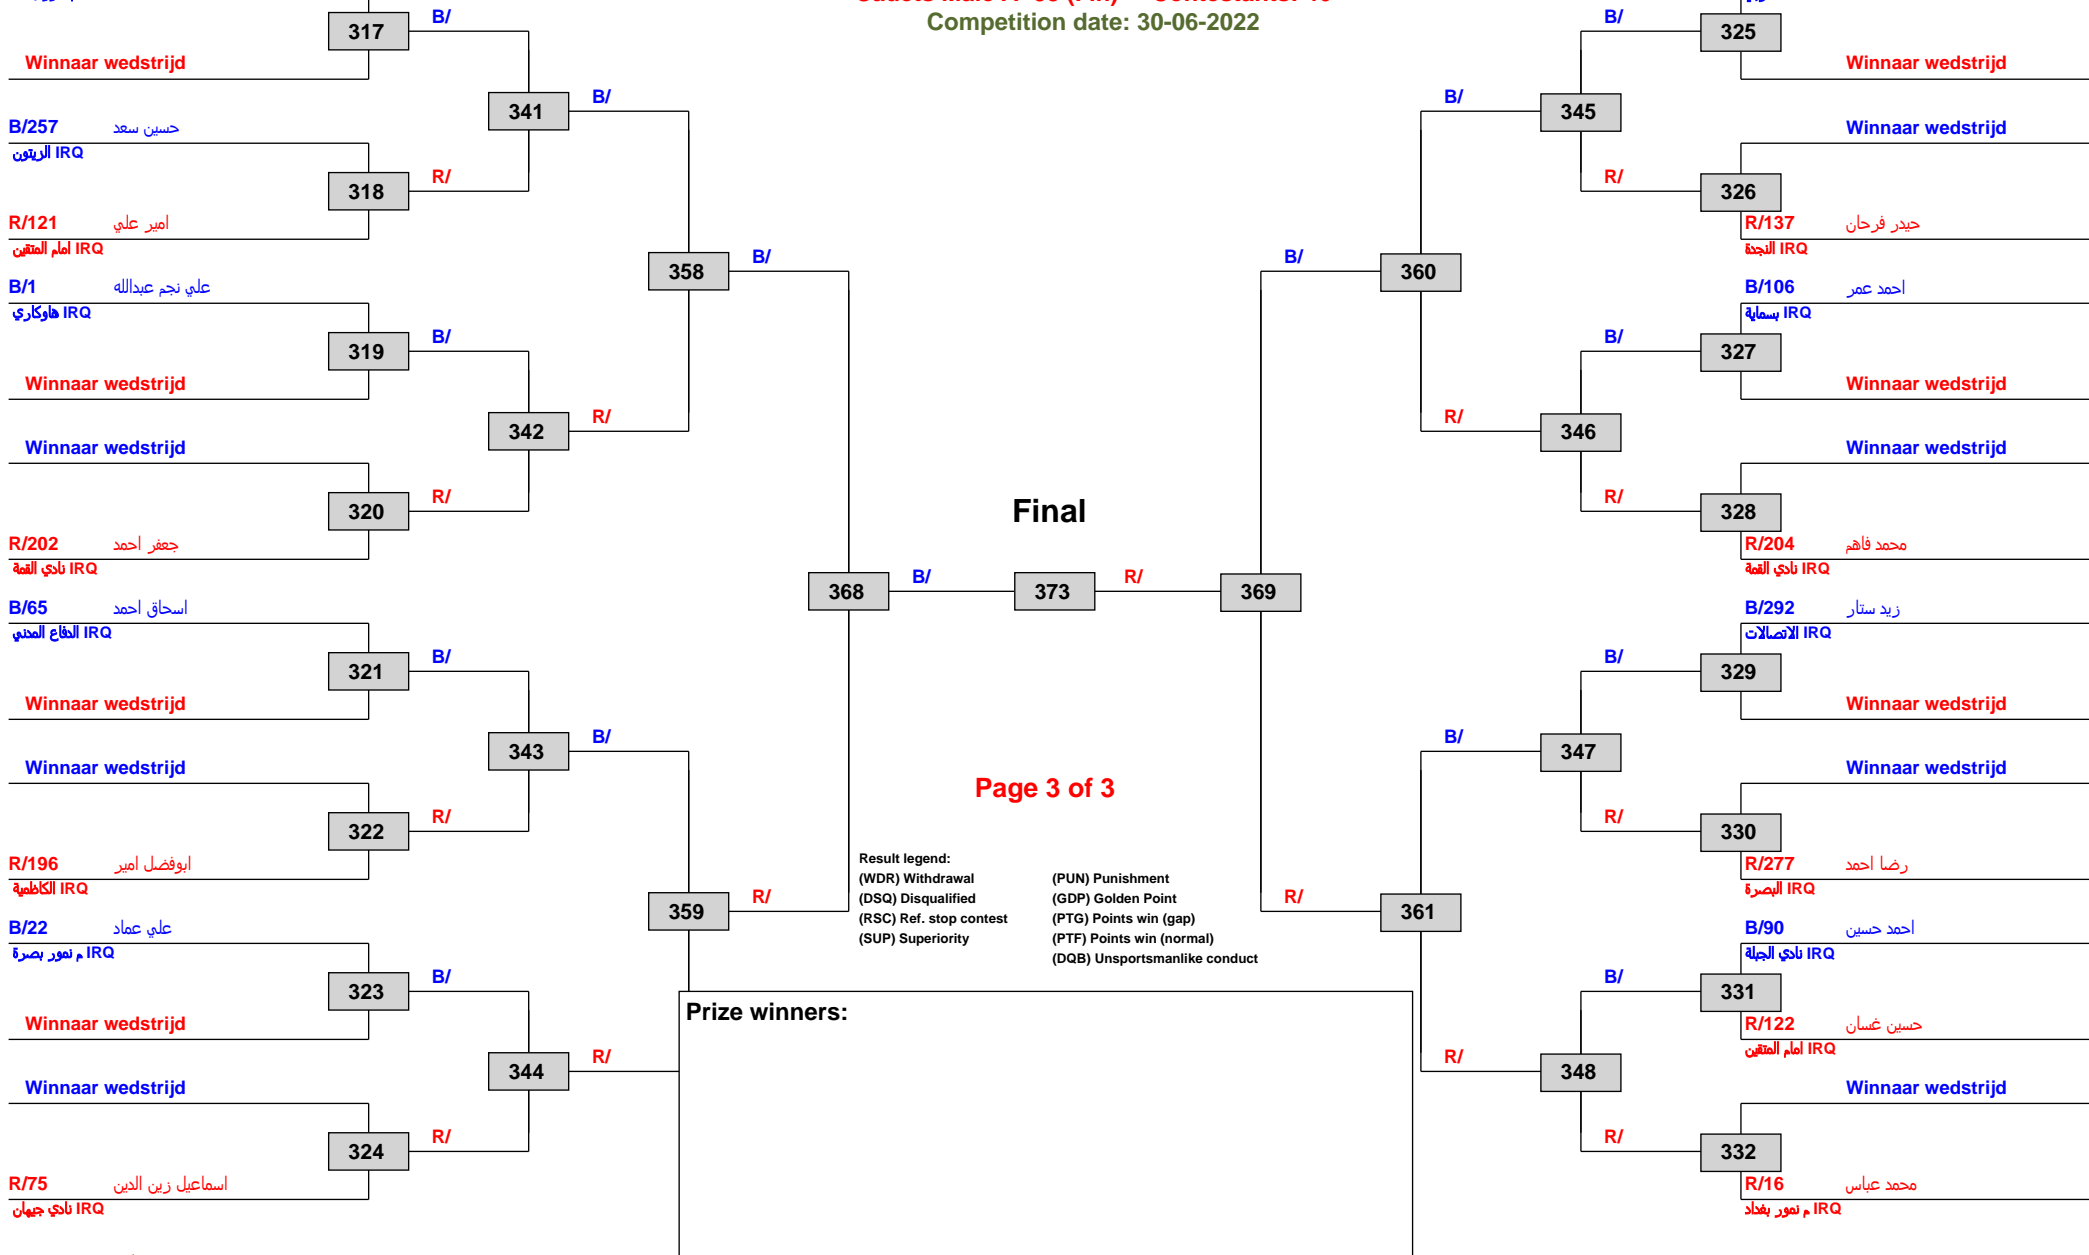 Competition date: 30-06-2022
317
B/
Winnaar wedstrijd
341
B/
B/257 حسين سعد
IRQ الزيتون
318
R/
R/121 امير علي
IRQ امام المتقين
358
B/
B/1 علي نجم عبدالله
IRQ هاوكاري
319
B/
Winnaar wedstrijd
342
R/
Winnaar wedstrijd
320
R/
R/202 جعفر احمد
IRQ نادي القمة
368
B/
B/65 اسحاق احمد
IRQ الدفاع المدني
321
B/
Winnaar wedstrijd
343
B/
Winnaar wedstrijd
322
R/
R/196 ابوفضل امير
IRQ الكاظمية
359
R/
B/22 علي عماد
IRQ م نمور بصرة
323
B/
Winnaar wedstrijd
344
R/
Winnaar wedstrijd
324
R/
R/75 اسماعيل زين الدين
IRQ نادي جيهان
Final
373
R/
369
Page 3 of 3
Result legend:
(WDR) Withdrawal
(DSQ) Disqualified
(RSC) Ref. stop contest
(SUP) Superiority
(PUN) Punishment
(GDP) Golden Point
(PTG) Points win (gap)
(PTF) Points win (normal)
(DQB) Unsportsmanlike conduct
Prize winners:
B/
325
Winnaar wedstrijd
B/
345
Winnaar wedstrijd
R/
326
R/137 حيدر فرحان
IRQ النجدة
B/
360
B/106 احمد عمر
IRQ بسماية
B/
327
Winnaar wedstrijd
R/
346
Winnaar wedstrijd
R/
328
R/204 محمد فاهم
IRQ نادي القمة
B/292 زيد ستار
IRQ الاتصالات
B/
329
Winnaar wedstrijd
B/
347
Winnaar wedstrijd
R/
330
R/277 رضا احمد
IRQ البصرة
R/
361
B/90 احمد حسين
IRQ نادي الجبلة
B/
331
R/122 حسين غسان
IRQ امام المتقين
R/
348
Winnaar wedstrijd
R/
332
R/16 محمد عباس
IRQ م نمور بغداد